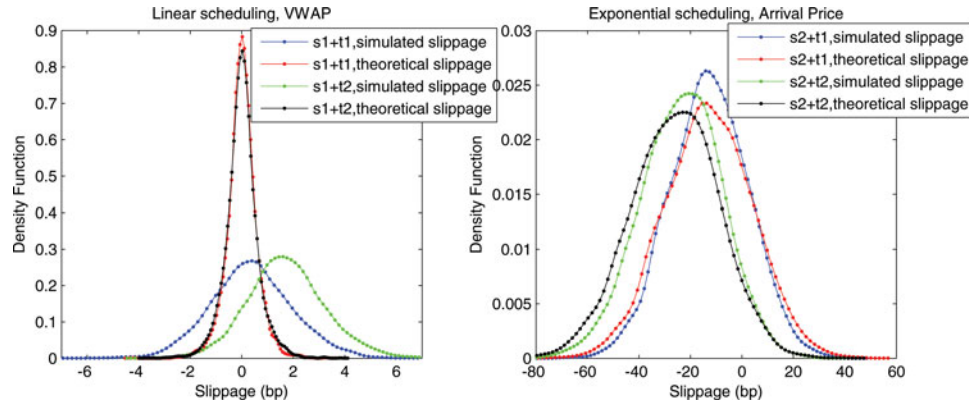 Linear scheduling, VWAP
0.9
0.8
0.7
0.6
0.5
0.4
0.3
0.2
0.1
0
Density Function
s1+t1,simulated slippage
s1+t1,theoretical slippage
s1+t2,simulated slippage
s1+t2,theoretical slippage
-6
-4
-2
0
2
4
6
Slippage (bp)
Exponential scheduling, Arrival Price
0.03
0.025
0.02
0.015
0.01
0.005
0
Density Function
s2+t1,simulated slippage
s2+t1,theoretical slippage
s2+t2,simulated slippage
s2+t2,theoretical slippage
-80
-60
-40
-20
0
20
40
60
Slippage (bp)